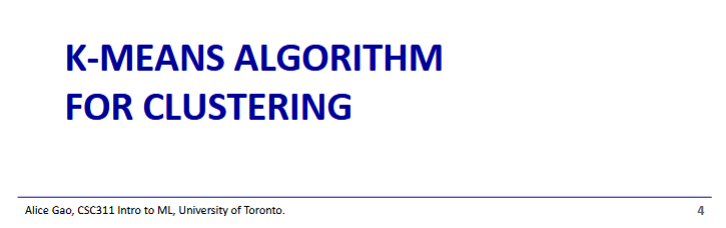 K-MEANS ALGORITHM
FOR CLUSTERING
Alice Gao, CSC311 Intro to ML, University of Toronto.
4